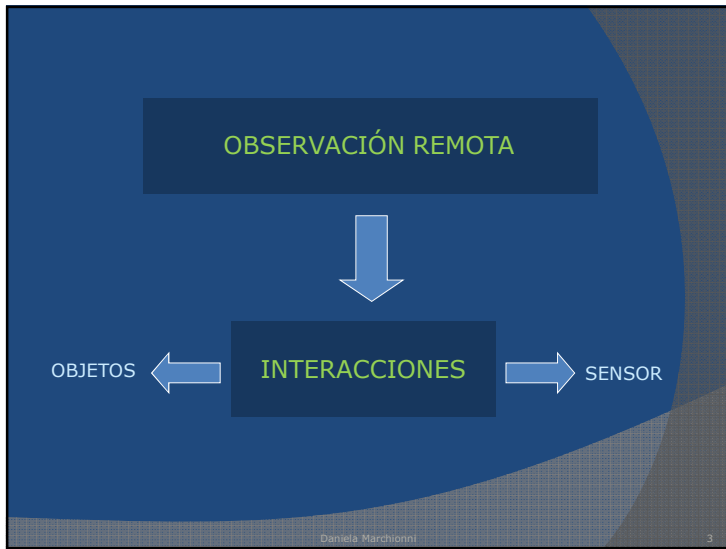 OBSERVACIÓN REMOTA
OBJETOS
INTERACCIONES
SENSOR
Daniela Marchionni
3